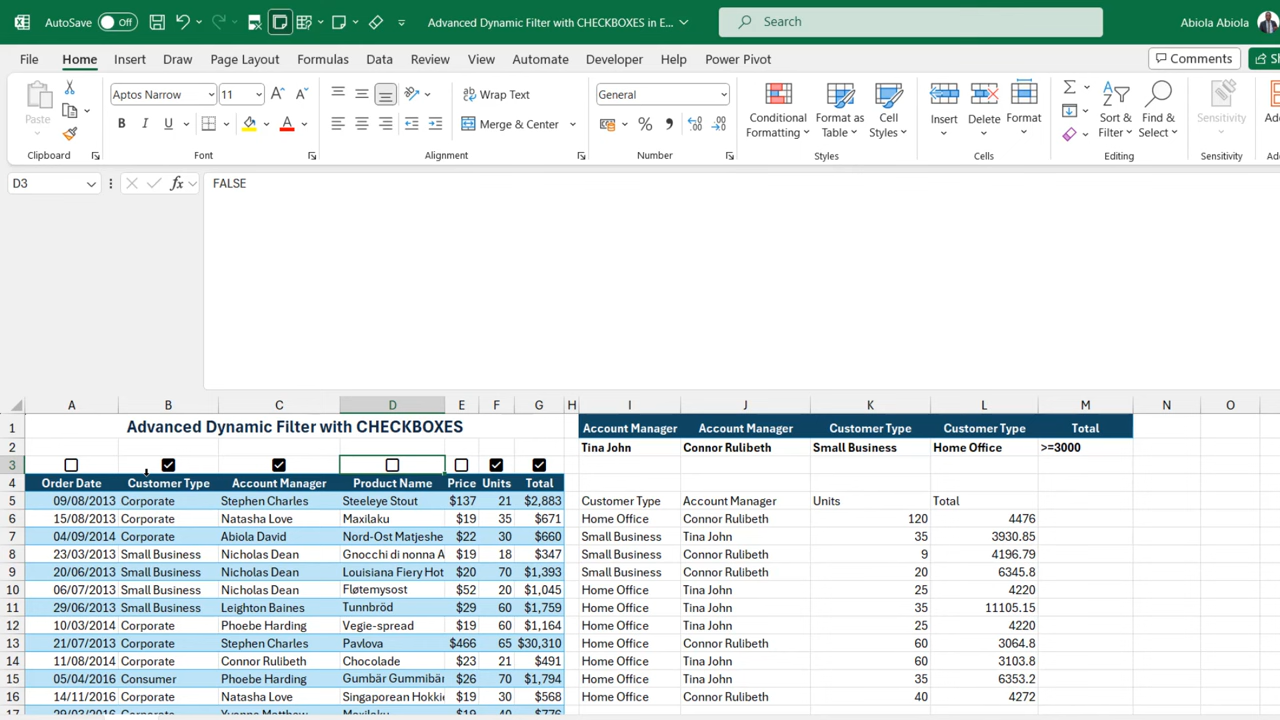 AutoSave Off Advanced Dynamic Filter with CHECKBOXES in E... Search Abiola Abiola
File Home Insert Draw Page Layout Formulas Data Review View Automate Developer Help Power Pivot Comments
Paste Aptos Narrow 11 Wrap Text General Conditional Formatting Format as Table Cell Styles Insert Delete Format Sort & Filter Find & Select Sensitivity
B I U Merge & Center
Clipboard Font Alignment Number Styles Cells Editing Sensitivity
D3 fx FALSE
A B C D E F G H I J K L M N O
1 Advanced Dynamic Filter with CHECKBOXES Account Manager Account Manager Customer Type Customer Type Total
2 Tina John Connor Rulibeth Small Business Home Office >=3000
3
4 Order Date Customer Type Account Manager Product Name Price Units Total
5 09/08/2013 Corporate Stephen Charles Steeleye Stout $137 21 $2,883 Customer Type Account Manager Units Total
6 15/08/2013 Corporate Natasha Love Maxilaku $19 35 $671 Home Office Connor Rulibeth 120 4476
7 04/09/2014 Corporate Abiola David Nord-Ost Matjeshe $22 30 $660 Small Business Tina John 35 3930.85
8 23/03/2013 Small Business Nicholas Dean Gnocchi di nonna A $19 18 $347 Small Business Connor Rulibeth 9 4196.79
9 20/06/2013 Small Business Nicholas Dean Louisiana Fiery Hot $20 70 $1,393 Small Business Connor Rulibeth 20 6345.8
10 06/07/2013 Small Business Nicholas Dean Fløtemysost $52 20 $1,045 Home Office Tina John 25 4220
11 29/06/2013 Small Business Leighton Baines Tunnbröd $29 60 $1,759 Home Office Tina John 35 11105.15
12 10/03/2014 Corporate Phoebe Harding Vegie-spread $19 60 $1,164 Home Office Tina John 25 4220
13 21/07/2013 Corporate Stephen Charles Pavlova $466 65 $30,310 Home Office Connor Rulibeth 60 3064.8
14 11/08/2014 Corporate Connor Rulibeth Chocolade $23 21 $491 Home Office Tina John 60 3103.8
15 05/04/2016 Consumer Phoebe Harding Gumbär Gummibär $26 70 $1,794 Home Office Tina John 35 6353.2
16 14/11/2016 Corporate Natasha Love Singaporean Hokkie $19 30 $568 Home Office Connor Rulibeth 40 4272
17 29/03/2016 Corporate Yvonne Matthew Maxilaku $19 40 $776